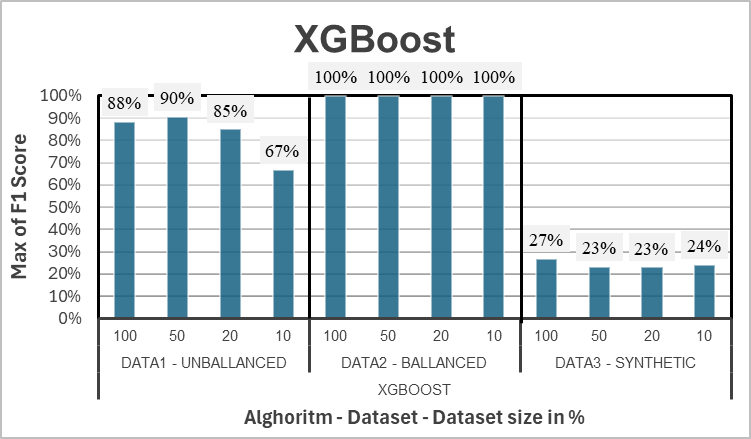 XGBoost
100% 100% 100% 100%
88% 90% 85% 67%
27% 23% 23% 24%
Max of F1 Score
100%
90%
80%
70%
60%
50%
40%
30%
20%
10%
0%
100 50 20 10 100 50 20 10 100 50 20 10
DATA1 - UNBALLANCED DATA2 - BALLANCED DATA3 - SYNTHETIC
XGBOOST
Alghoritm - Dataset - Dataset size in %